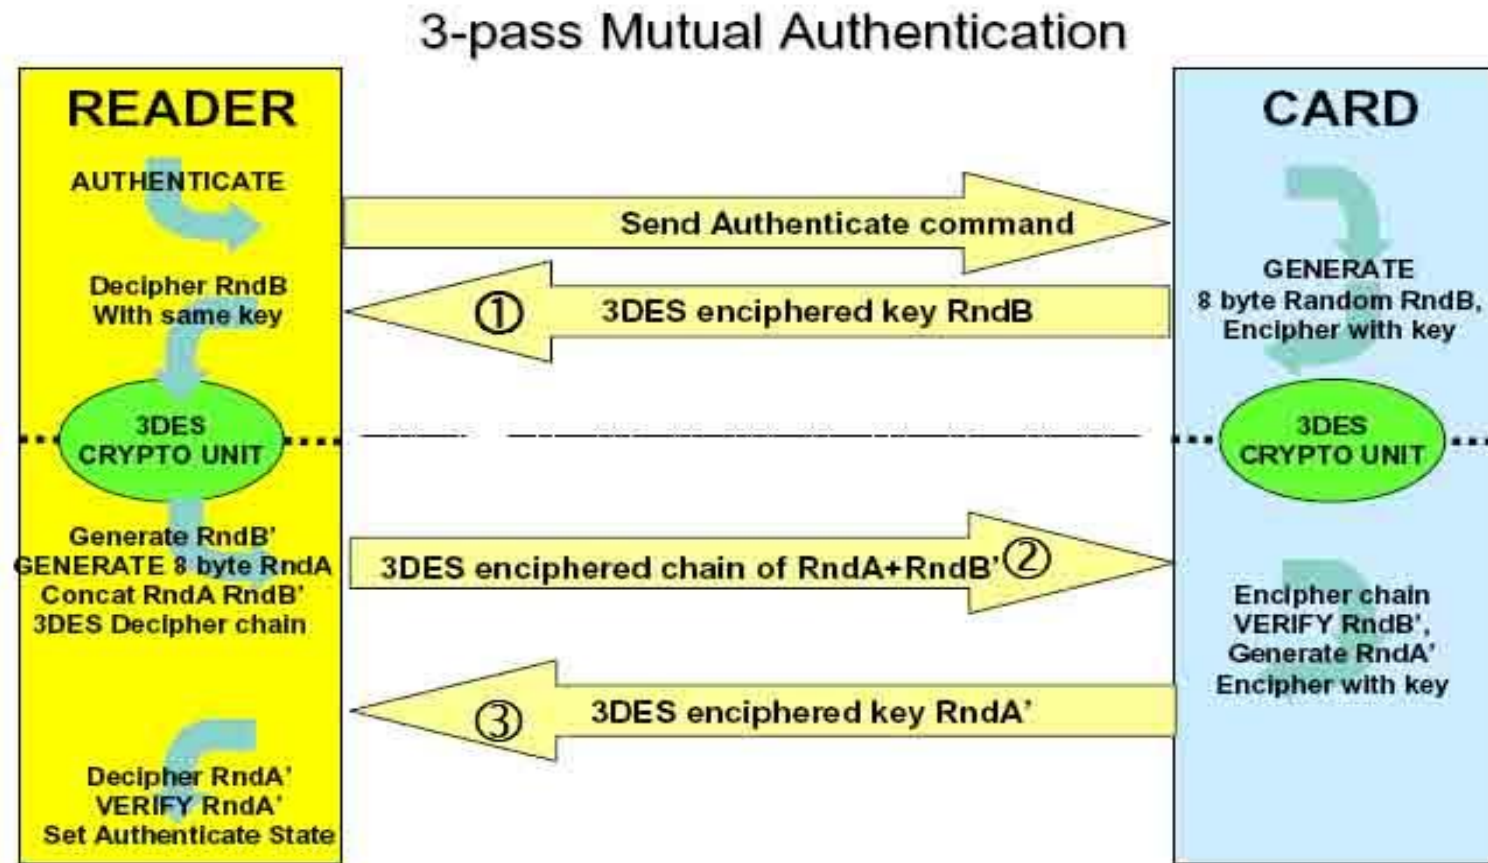 3-pass Mutual Authentication
READER
CARD
AUTHENTICATE
Send Authenticate command
Decipher RndB
With same key
①
3DES enciphered key RndB
GENERATE
8 byte Random RndB,
Encipher with key
3DES
CRYPTO UNIT
3DES
CRYPTO UNIT
Generate RndB'
GENERATE 8 byte RndA
Concat RndA RndB'
3DES Decipher chain
3DES enciphered chain of RndA+RndB' ②
Encipher chain
VERIFY RndB',
Generate RndA'
Encipher with key
③
3DES enciphered key RndA'
Decipher RndA'
VERIFY RndA'
Set Authenticate State